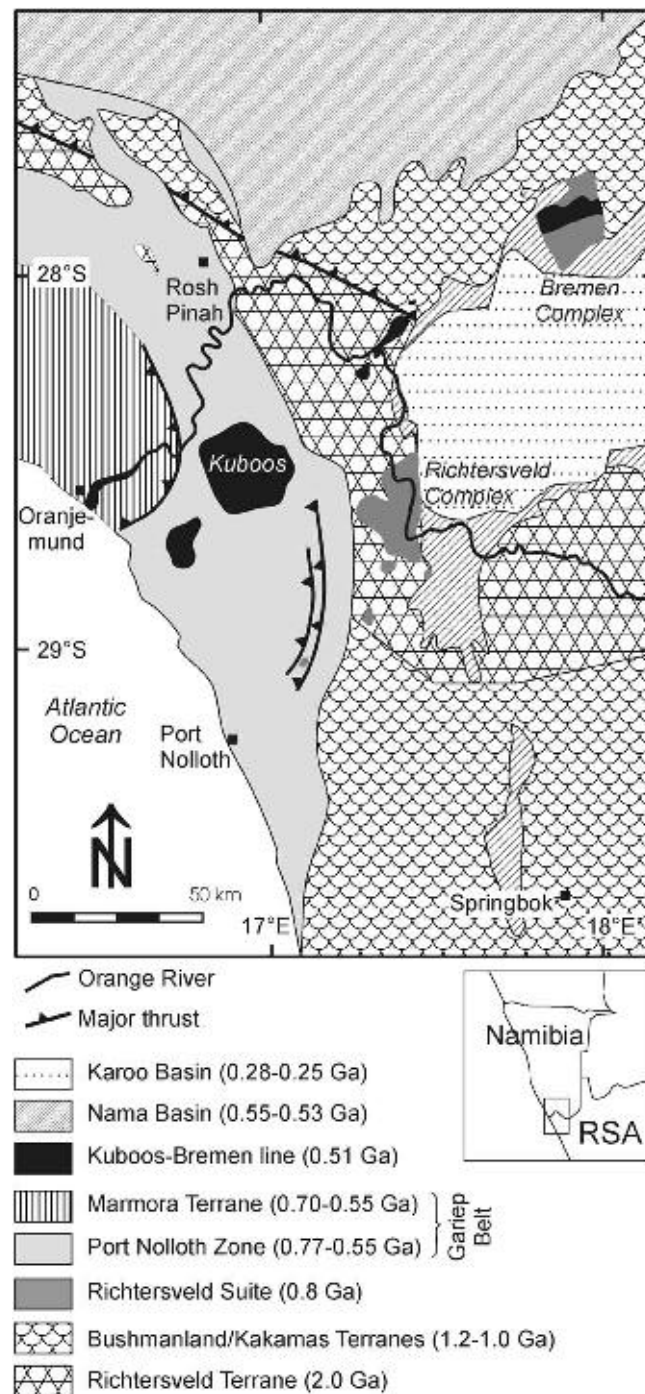 28°S
Rosh
Pinah
Bremen
Complex
Kuboos
Richtersveld
Complex
Oranje-
mund
29°S
Atlantic
Ocean
Port
Nolloth
N
0 50 km
Springbok
17°E 18°E
Orange River
Major thrust
Namibia
RSA
Karoo Basin (0.28-0.25 Ga)
Nama Basin (0.55-0.53 Ga)
Kuboos-Bremen line (0.51 Ga)
Marmora Terrane (0.70-0.55 Ga)
Port Nolloth Zone (0.77-0.55 Ga)
Gariep
Belt
Richtersveld Suite (0.8 Ga)
Bushmanland/Kakamas Terranes (1.2-1.0 Ga)
Richtersveld Terrane (2.0 Ga)